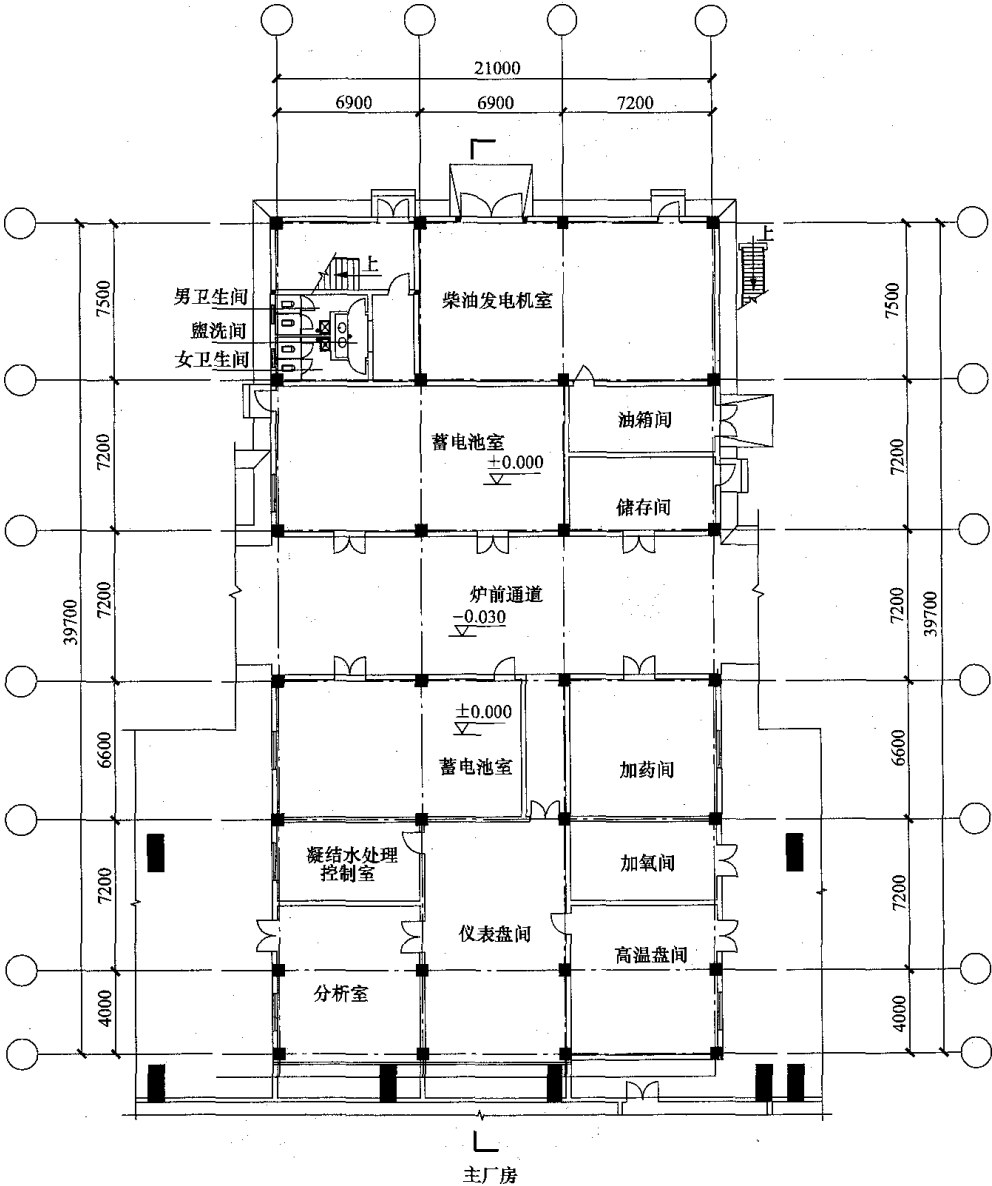 21000
6900
6900
7200
上
上
7500
男卫生间
柴油发电机室
7500
盥洗间
女卫生间
7200
蓄电池室
油箱间
7200
±0.000
储存间
39700
7200
炉前通道
7200
39700
-0.030
6600
±0.000
蓄电池室
加药间
6600
凝结水处理
控制室
加氧间
7200
仪表盘间
7200
高温盘间
4000
分析室
4000
主厂房